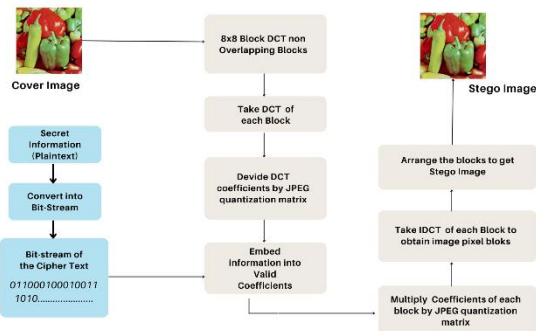 Cover Image
8x8 Block DCT non
Overlapping Blocks
Stego Image
Take DCT of
each Block
Secret
Information
(Plaintext)
Arrange the blocks to get
Stego Image
Devide DCT
coefficients by JPEG
quantization matrix
Convert into
Bit-Stream
Take IDCT of each Block to
obtain image pixel bloks
Bit-stream of
the Cipher Text
011000100010011
1010.....................
Embed
Information into
Valid
Coefficients
Multiply Coefficients of each
block by JPEG quantization
matrix